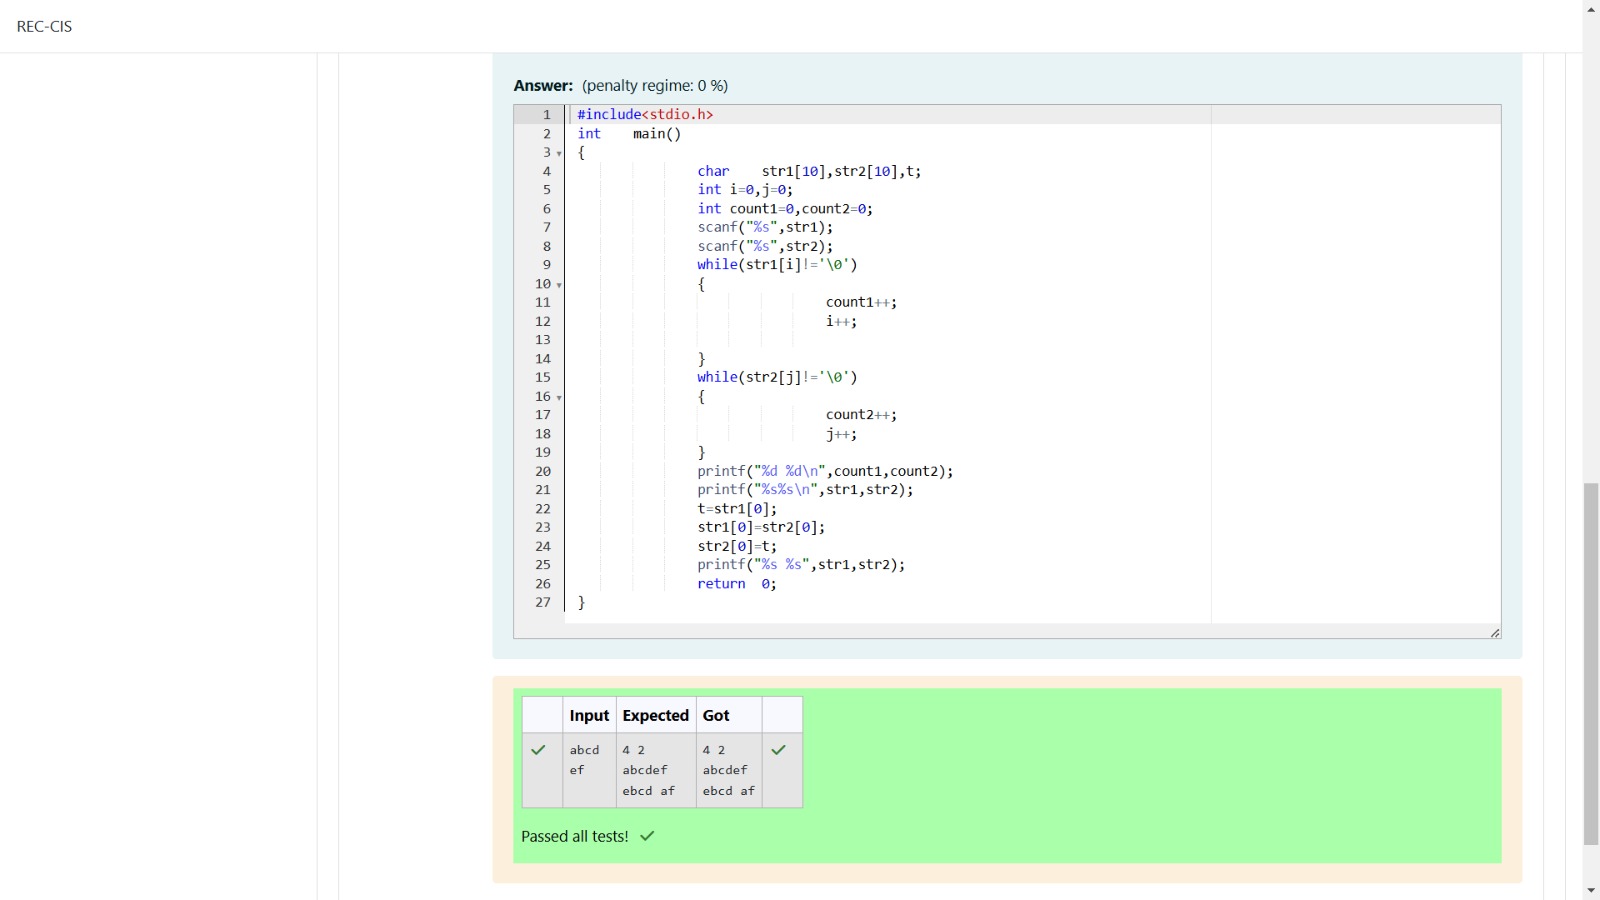 REC-CIS
Answer: (penalty regime: 0 %)
1 #include<stdio.h>
2 int    main()
3 {
4 char    str1[10],str2[10],t;
5 int i=0,j=0;
6 int count1=0,count2=0;
7 scanf("%s",str1);
8 scanf("%s",str2);
9 while(str1[i]!='\0')
10 {
11 count1++;
12 i++;
13
14 }
15 while(str2[j]!='\0')
16 {
17 count2++;
18 j++;
19 }
20 printf("%d %d\n",count1,count2);
21 printf("%s%s\n",str1,str2);
22 t=str1[0];
23 str1[0]=str2[0];
24 str2[0]=t;
25 printf("%s %s",str1,str2);
26 return  0;
27 }
Input Expected Got
abcd 4 2 4 2
ef abcdef abcdef
ebcd af ebcd af
Passed all tests!